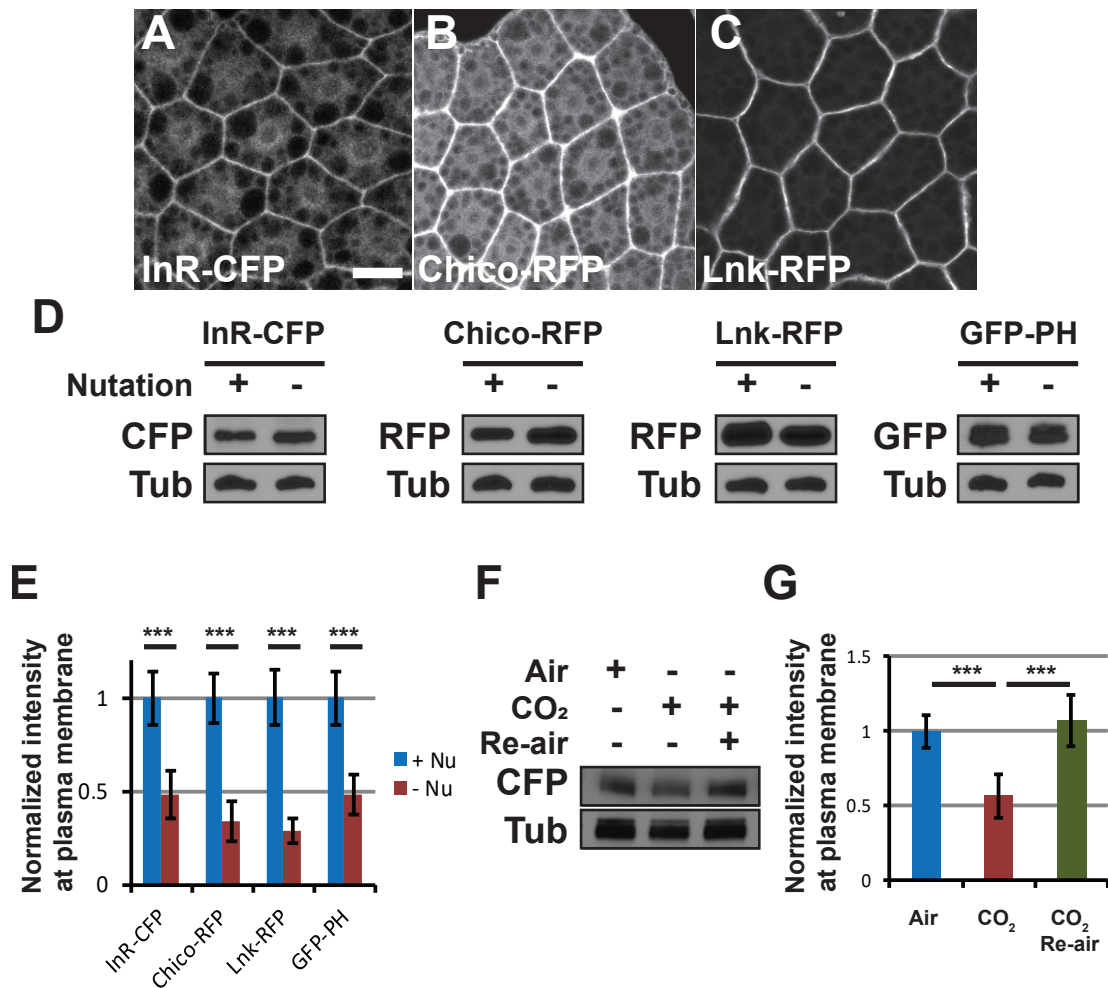 A B C
InR-CFP Chico-RFP Lnk-RFP
D
InR-CFP Chico-RFP Lnk-RFP GFP-PH
Nutation + - + - + - + -
CFP RFP RFP GFP
Tub Tub Tub Tub
E
Normalized intensity
at plasma membrane
*** *** *** ***
1
0.5
0
+ Nu
- Nu
InR-CFP Chico-RFP Lnk-RFP GFP-PH
F
Air + - -
CO₂ - + +
Re-air - - +
CFP
Tub
G
Normalized intensity
at plasma membrane
1.5
*** ***
1
0.5
0
Air CO₂ CO₂
Re-air